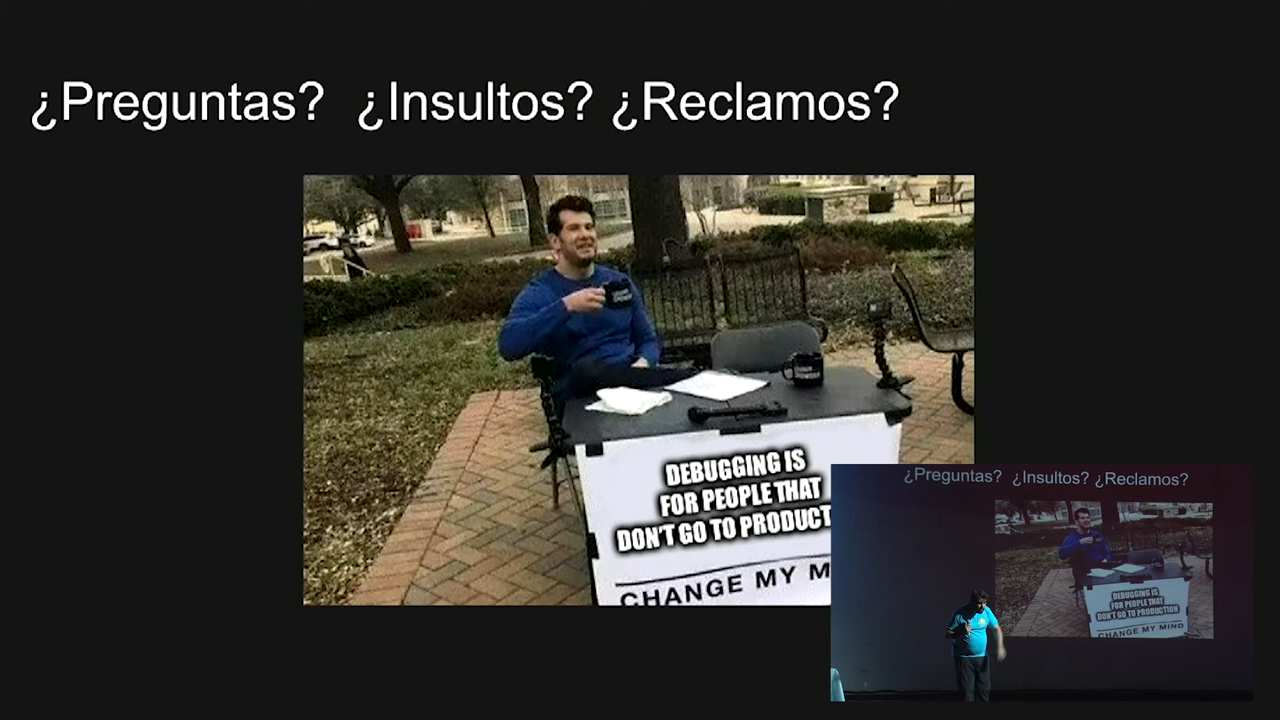 ¿Preguntas? ¿Insultos? ¿Reclamos?
DEBUGGING IS
FOR PEOPLE THAT
DON'T GO TO PRODUCT
CHANGE MY M
¿Preguntas? ¿Insultos? ¿Reclamos?
DEBUGGING IS
FOR PEOPLE THAT
DON'T GO TO PRODUCTION
CHANGE MY MIND